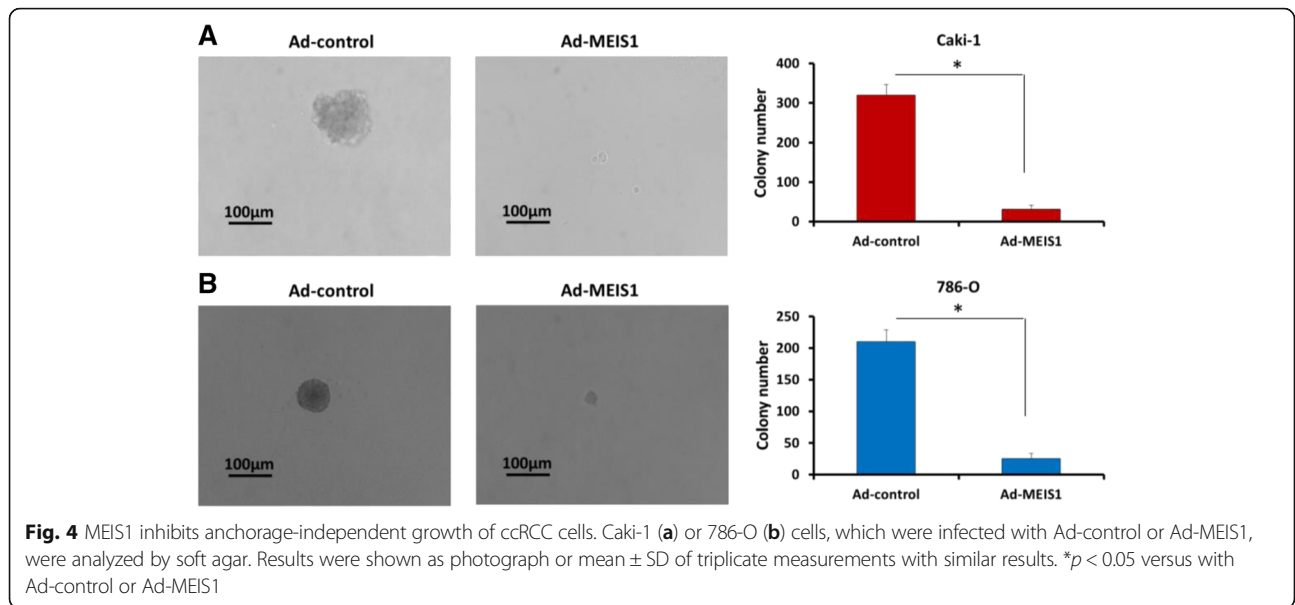 A
Ad-control
Ad-MEIS1
100µm
100µm
Caki-1
Colony number
400
300
200
100
0
*
Ad-control
Ad-MEIS1
B
Ad-control
Ad-MEIS1
100µm
100µm
786-O
Colony number
250
200
150
100
50
0
*
Ad-control
Ad-MEIS1
Fig. 4 MEIS1 inhibits anchorage-independent growth of ccRCC cells. Caki-1 (a) or 786-O (b) cells, which were infected with Ad-control or Ad-MEIS1,
were analyzed by soft agar. Results were shown as photograph or mean ± SD of triplicate measurements with similar results. *p < 0.05 versus with
Ad-control or Ad-MEIS1